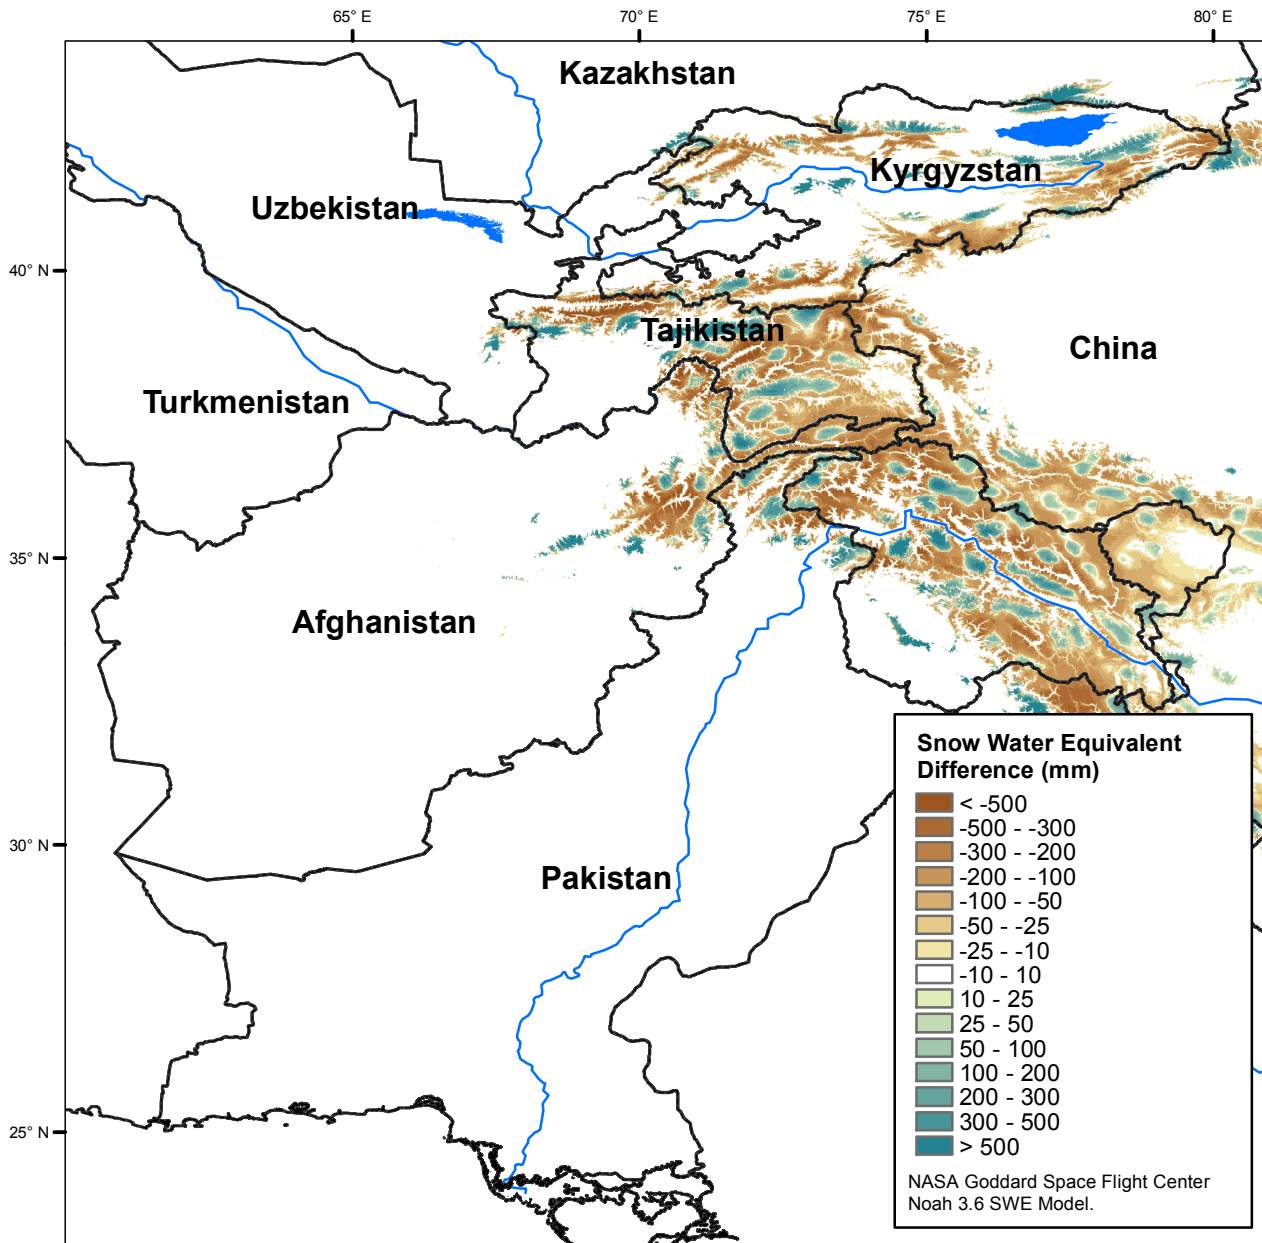 65° E
70° E
75° E
80° E
Kazakhstan
Kyrgyzstan
Uzbekistan
40° N
Tajikistan
China
Turkmenistan
35° N
Afghanistan
30° N
Pakistan
25° N
Snow Water Equivalent
Difference (mm)
< -500
-500 - -300
-300 - -200
-200 - -100
-100 - -50
-50 - -25
-25 - -10
-10 - 10
10 - 25
25 - 50
50 - 100
100 - 200
200 - 300
300 - 500
> 500
NASA Goddard Space Flight Center
Noah 3.6 SWE Model.